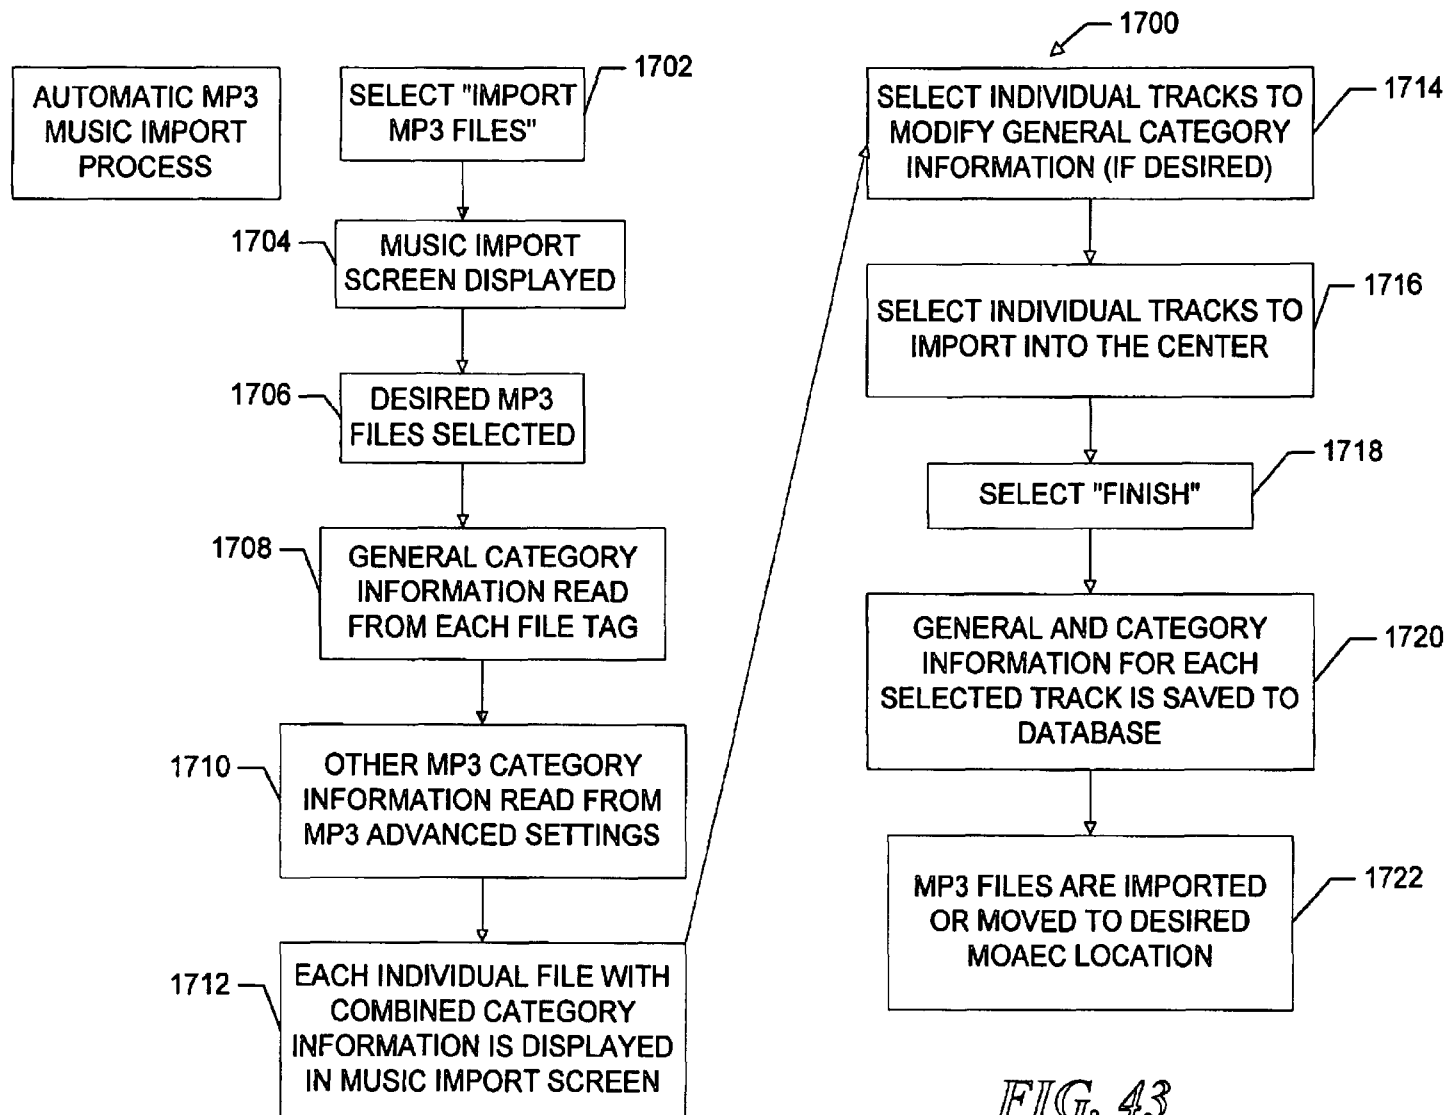 AUTOMATIC MP3
MUSIC IMPORT
PROCESS
SELECT "IMPORT
MP3 FILES"
1702
1704
MUSIC IMPORT
SCREEN DISPLAYED
1706
DESIRED MP3
FILES SELECTED
1708
GENERAL CATEGORY
INFORMATION READ
FROM EACH FILE TAG
1710
OTHER MP3 CATEGORY
INFORMATION READ FROM
MP3 ADVANCED SETTINGS
1712
EACH INDIVIDUAL FILE WITH
COMBINED CATEGORY
INFORMATION IS DISPLAYED
IN MUSIC IMPORT SCREEN
1700
SELECT INDIVIDUAL TRACKS TO
MODIFY GENERAL CATEGORY
INFORMATION (IF DESIRED)
1714
SELECT INDIVIDUAL TRACKS TO
IMPORT INTO THE CENTER
1716
SELECT "FINISH"
1718
GENERAL AND CATEGORY
INFORMATION FOR EACH
SELECTED TRACK IS SAVED TO
DATABASE
1720
MP3 FILES ARE IMPORTED
OR MOVED TO DESIRED
MOAEC LOCATION
1722
FIG. 43